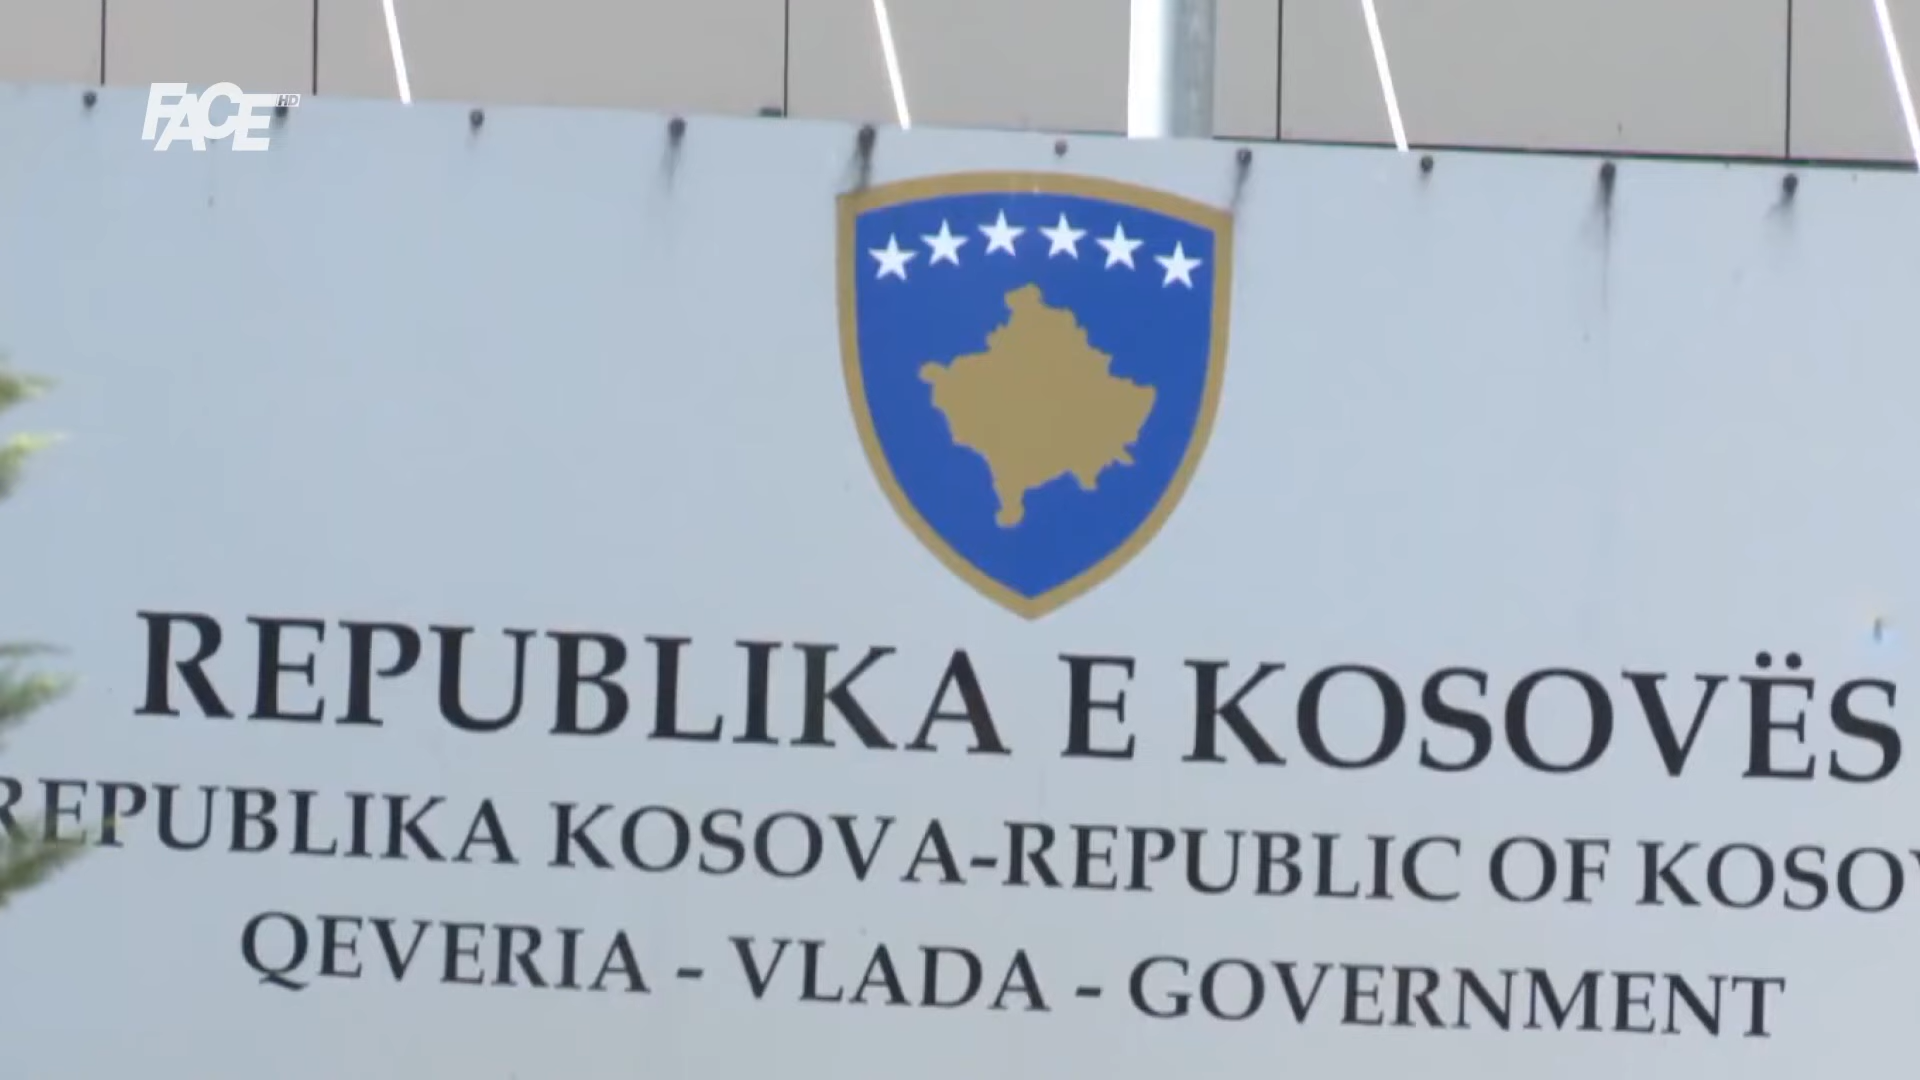 FACE HD
REPUBLIKA E KOSOVËS
REPUBLIKA KOSOVA-REPUBLIC OF KOSOV
QEVERIA - VLADA - GOVERNMENT